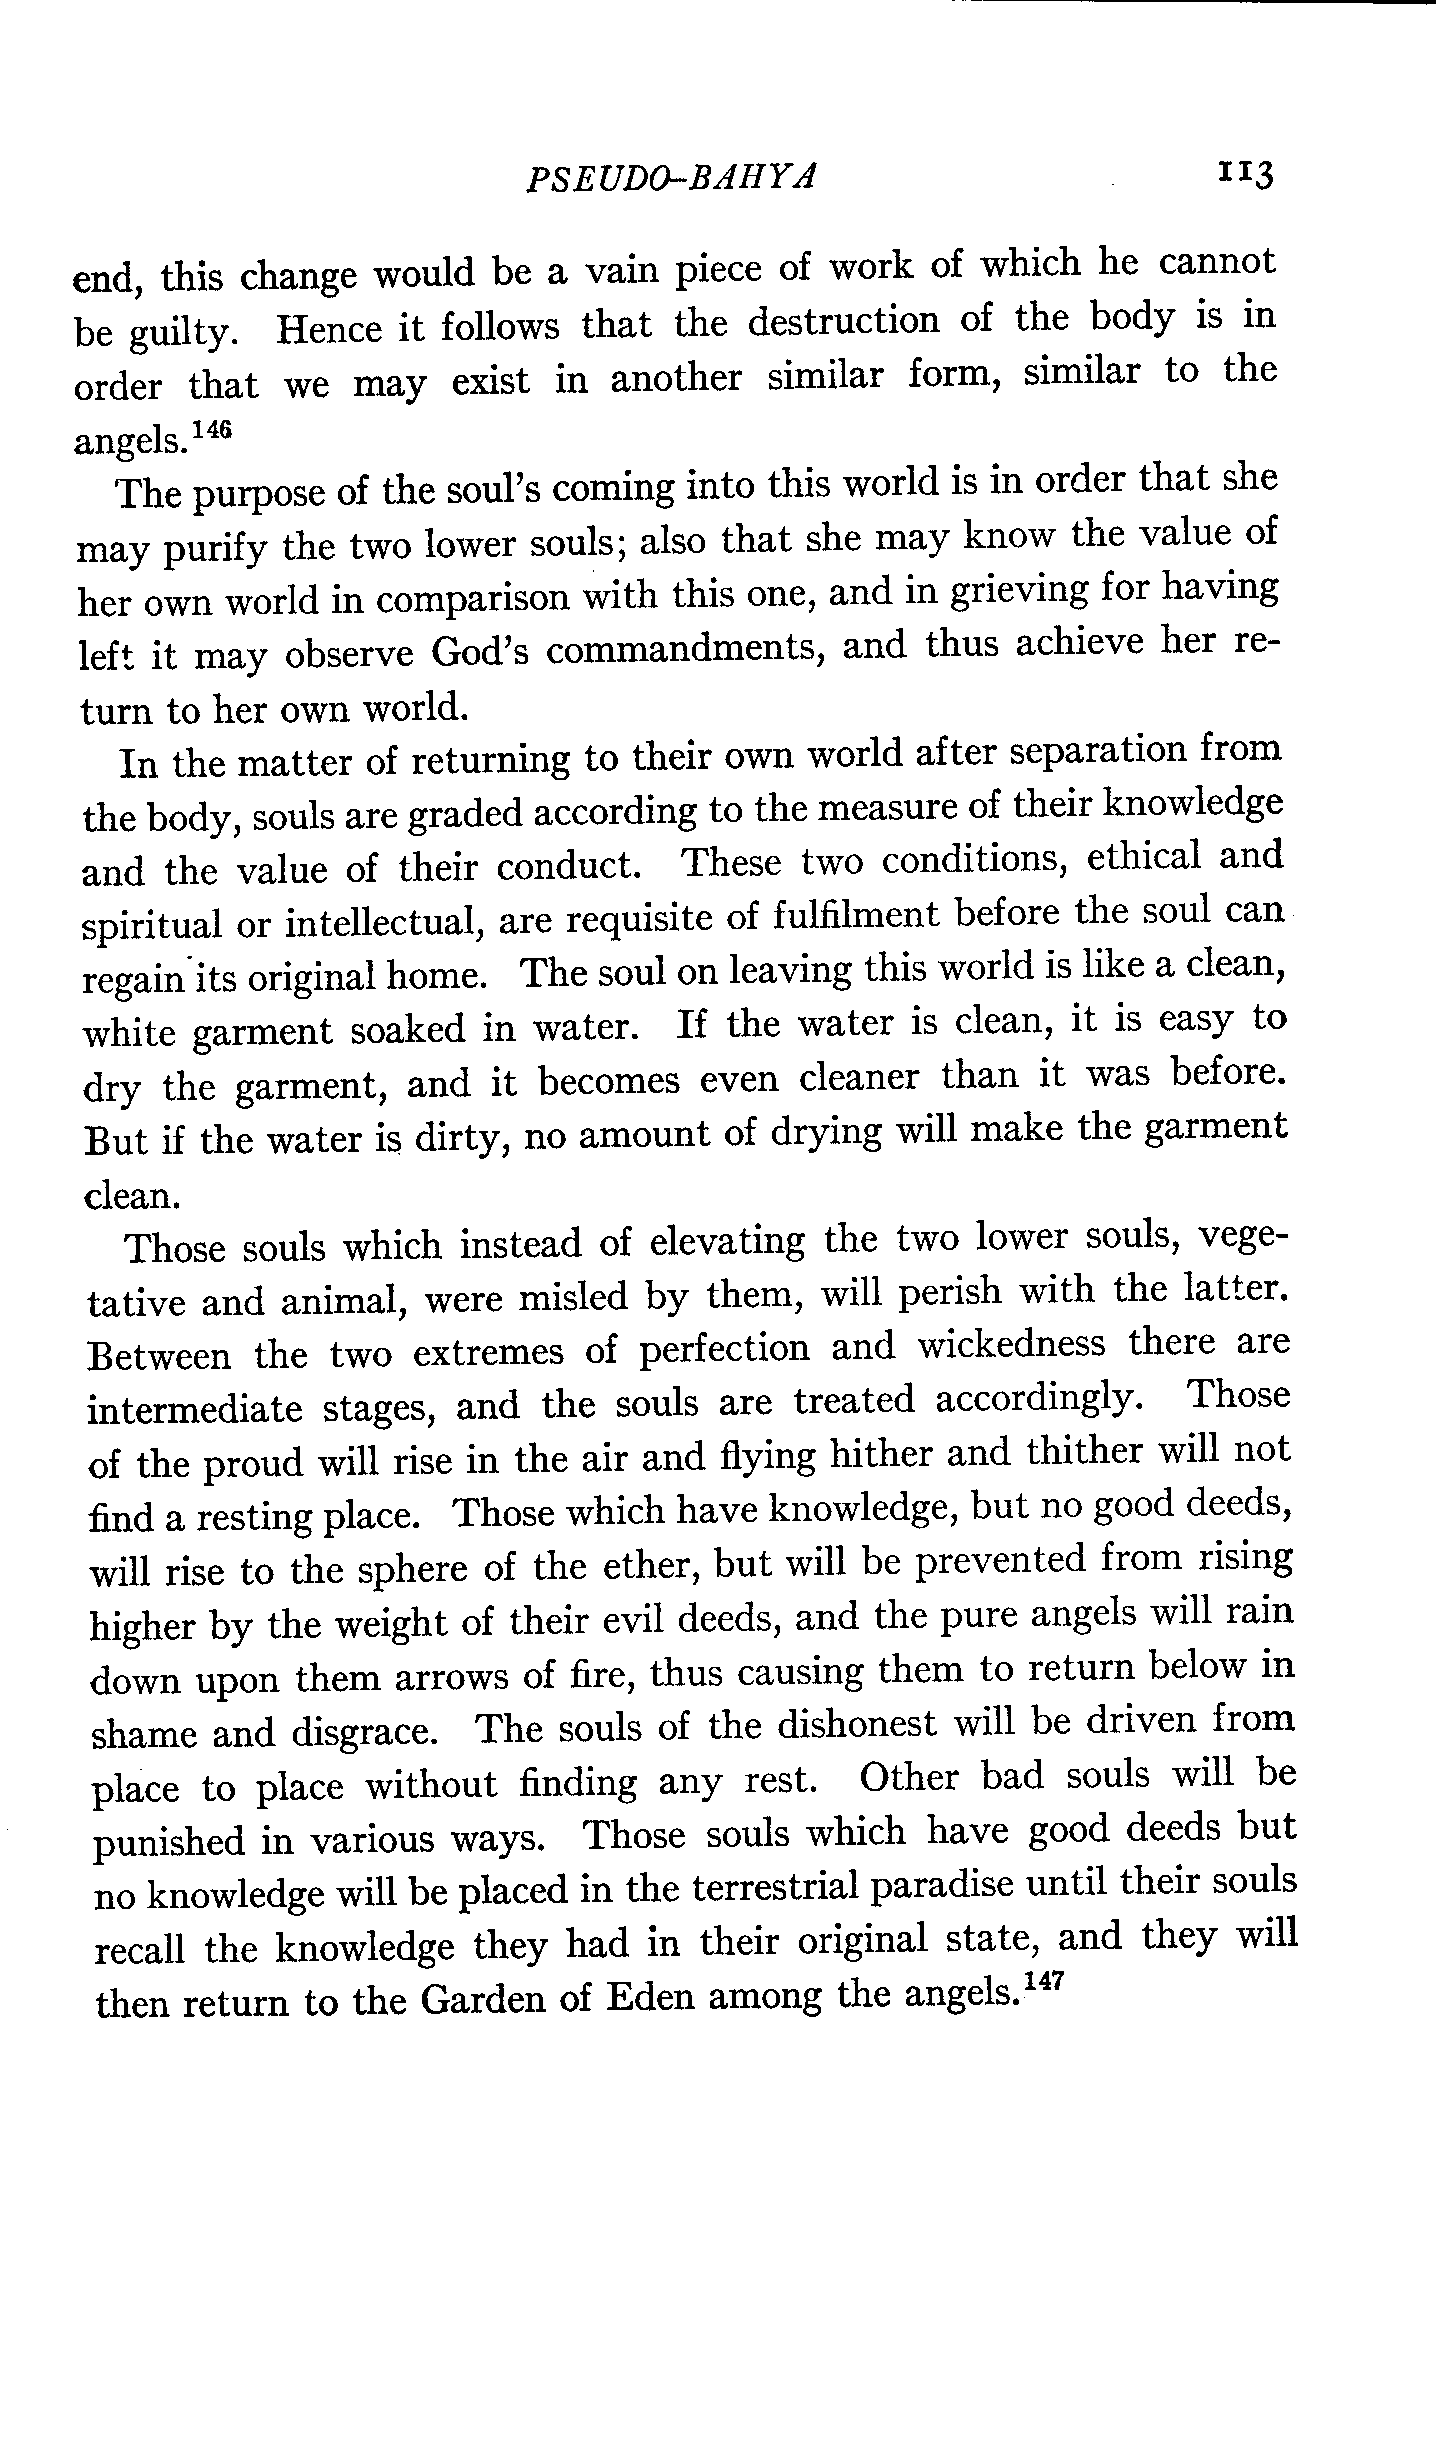 PSEUDO-BAHYA 113
end, this change would be a vain piece of work of which he cannot
be guilty. Hence it follows that the destruction of the body is in
order that we may exist in another similar form, similar to the
angels.146
The purpose of the soul's coming into this world is in order that she
may purify the two lower souls; also that she may know the value of
her own world in comparison with this one, and in grieving for having
left it may observe God's commandments, and thus achieve her re-
turn to her own world.
In the matter of returning to their own world after separation from
the body, souls are graded according to the measure of their knowledge
and the value of their conduct. These two conditions, ethical and
spiritual or intellectual, are requisite of fulfilment before the soul can
regain its original home. The soul on leaving this world is like a clean,
white garment soaked in water. If the water is clean, it is easy to
dry the garment, and it becomes even cleaner than it was before.
But if the water is dirty, no amount of drying will make the garment
clean.
Those souls which instead of elevating the two lower souls, vege-
tative and animal, were misled by them, will perish with the latter.
Between the two extremes of perfection and wickedness there are
intermediate stages, and the souls are treated accordingly. Those
of the proud will rise in the air and flying hither and thither will not
find a resting place. Those which have knowledge, but no good deeds,
will rise to the sphere of the ether, but will be prevented from rising
higher by the weight of their evil deeds, and the pure angels will rain
down upon them arrows of fire, thus causing them to return below in
shame and disgrace. The souls of the dishonest will be driven from
place to place without finding any rest. Other bad souls will be
punished in various ways. Those souls which have good deeds but
no knowledge will be placed in the terrestrial paradise until their souls
recall the knowledge they had in their original state, and they will
then return to the Garden of Eden among the angels.147